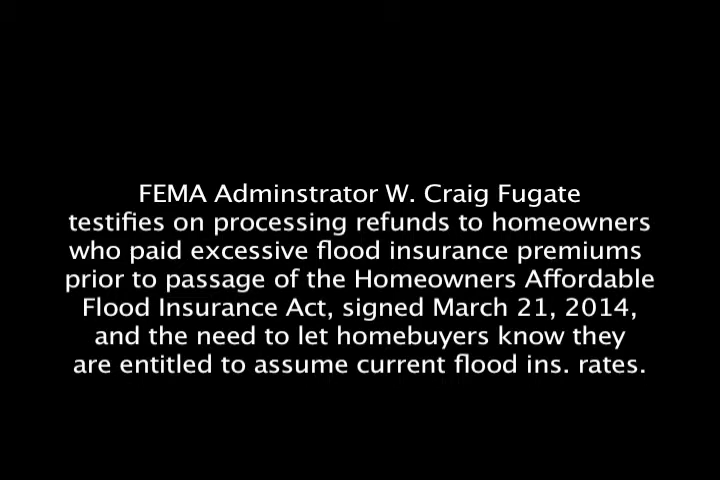 FEMA Adminstrator W. Craig Fugate
testifies on processing refunds to homeowners
who paid excessive flood insurance premiums
prior to passage of the Homeowners Affordable
Flood Insurance Act, signed March 21, 2014,
and the need to let homebuyers know they
are entitled to assume current flood ins. rates.